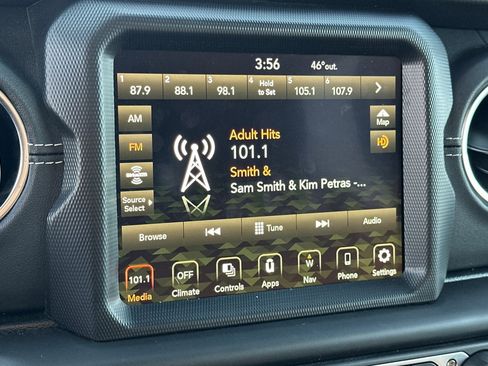 3:56 46°out.
1 2 3 4 5 6
87.9 88.1 98.1 Hold to Set 105.1 107.9
AM
FM
SiriusXM
Source Select
Adult Hits
101.1
Smith &
Sam Smith & Kim Petras -...
Map
Browse Tune Audio
101.1 OFF W
Media Climate Controls Apps Nav Phone Settings